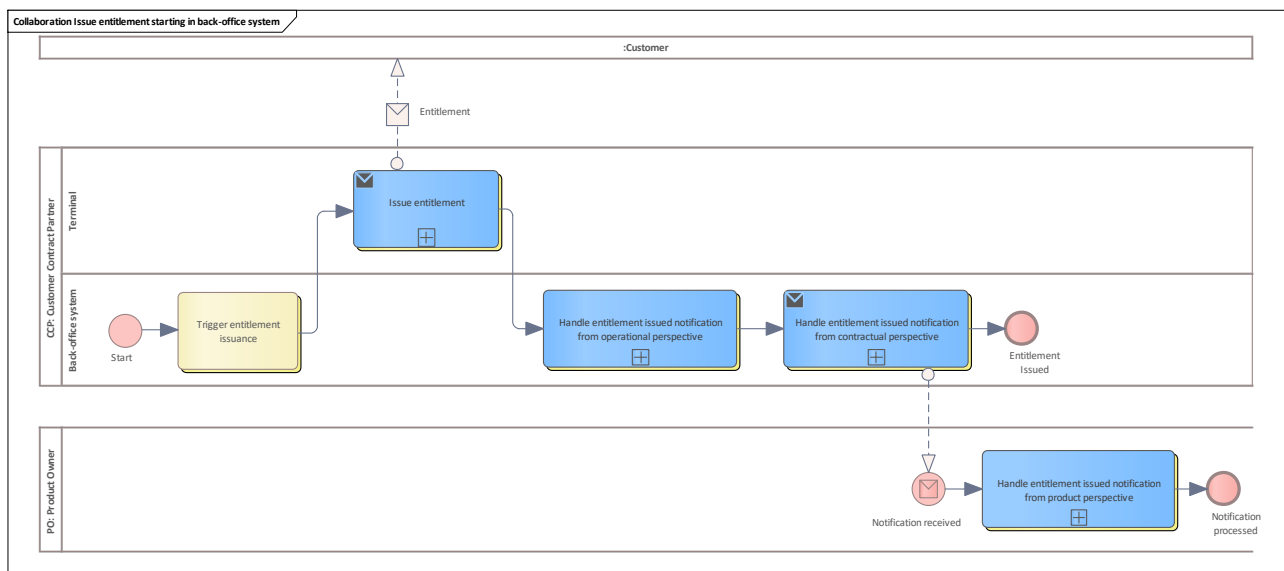 Collaboration Issue entitlement starting in back-office system
:Customer
Entitlement
CCP: Customer Contract Partner
Terminal
Issue entitlement
Back-office system
Start
Trigger entitlement
issuance
Handle entitlement issued notification
from operational perspective
Handle entitlement issued notification
from contractual perspective
Entitlement
Issued
PO: Product Owner
Notification received
Handle entitlement issued notification
from product perspective
Notification
processed